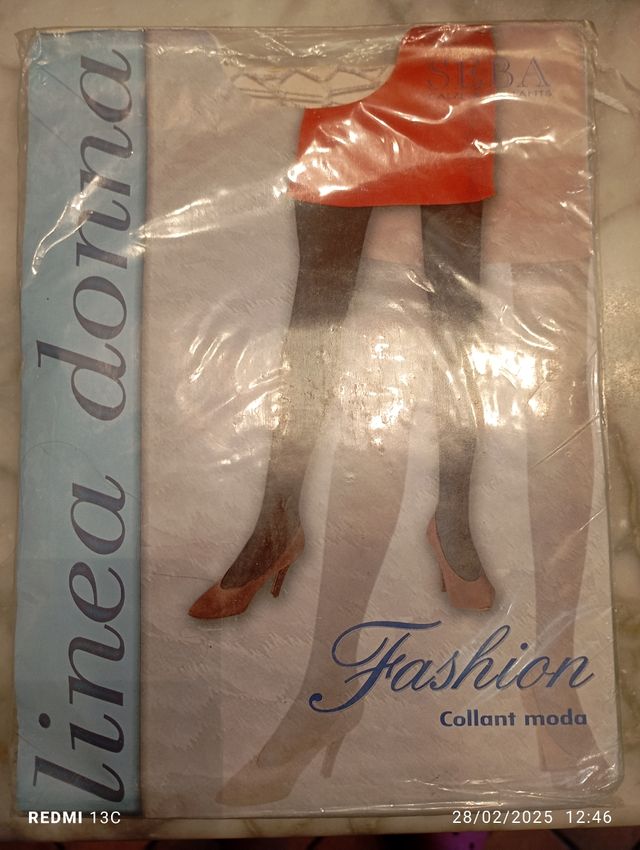 SEBA
linea donna
Fashion
Collant moda
REDMI 13C
28/02/2025 12:46